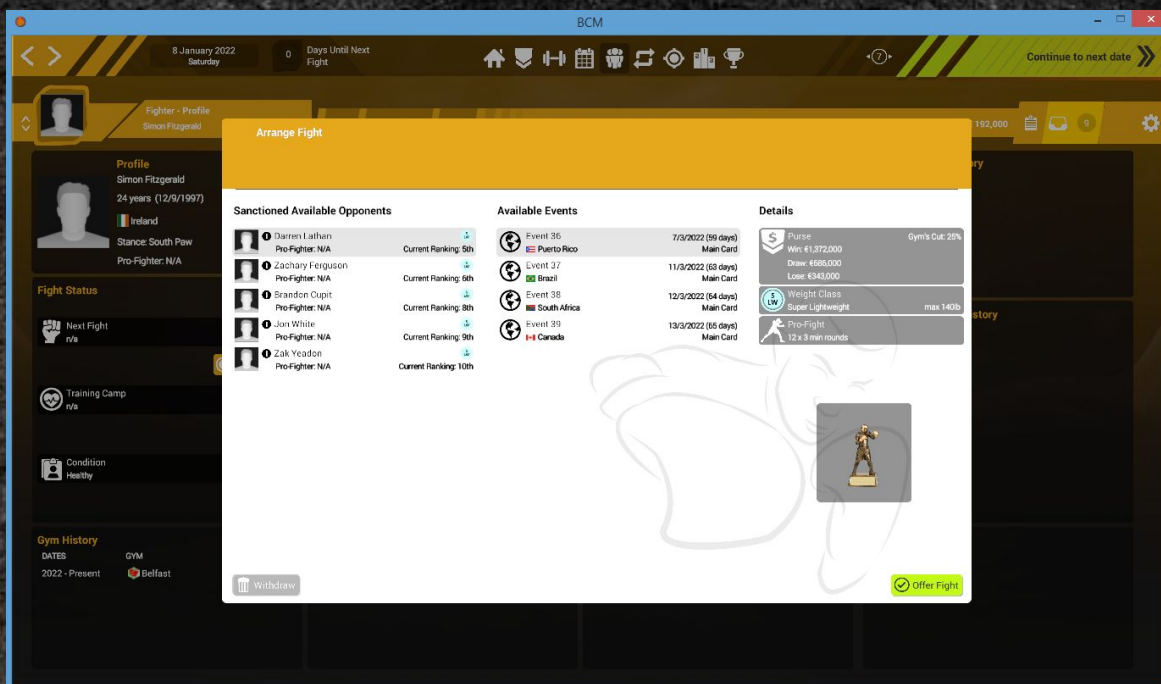 BCM
8 January 2022
Saturday
0
Days Until Next
Fight
7
Continue to next date
Fighter - Profile
Simon Fitzgerald
192,000
9
Arrange Fight
Profile
Simon Fitzgerald
24 years (12/9/1997)
Ireland
Stance: South Paw
Pro-Fighter: N/A
Fight Status
Next Fight
n/a
Training Camp
n/a
Condition
Healthy
Gym History
DATES GYM
2022 - Present Belfast
Sanctioned Available Opponents
Darren Lathan
Pro-Fighter: N/A Current Ranking: 5th
Zachary Ferguson
Pro-Fighter: N/A Current Ranking: 6th
Brandon Cupit
Pro-Fighter: N/A Current Ranking: 8th
Jon White
Pro-Fighter: N/A Current Ranking: 9th
Zak Yeadon
Pro-Fighter: N/A Current Ranking: 10th
Available Events
Event 36 7/3/2022 (59 days)
Puerto Rico Main Card
Event 37 11/3/2022 (63 days)
Brazil Main Card
Event 38 12/3/2022 (64 days)
South Africa Main Card
Event 39 13/3/2022 (65 days)
Canada Main Card
Details
Purse Gym's Cut: 25%
Win: €1,372,000
Draw: €686,000
Lose: €343,000
S
LW
Weight Class
Super Lightweight max 140lb
Pro-Fight
12 x 3 min rounds
Withdraw
Offer Fight